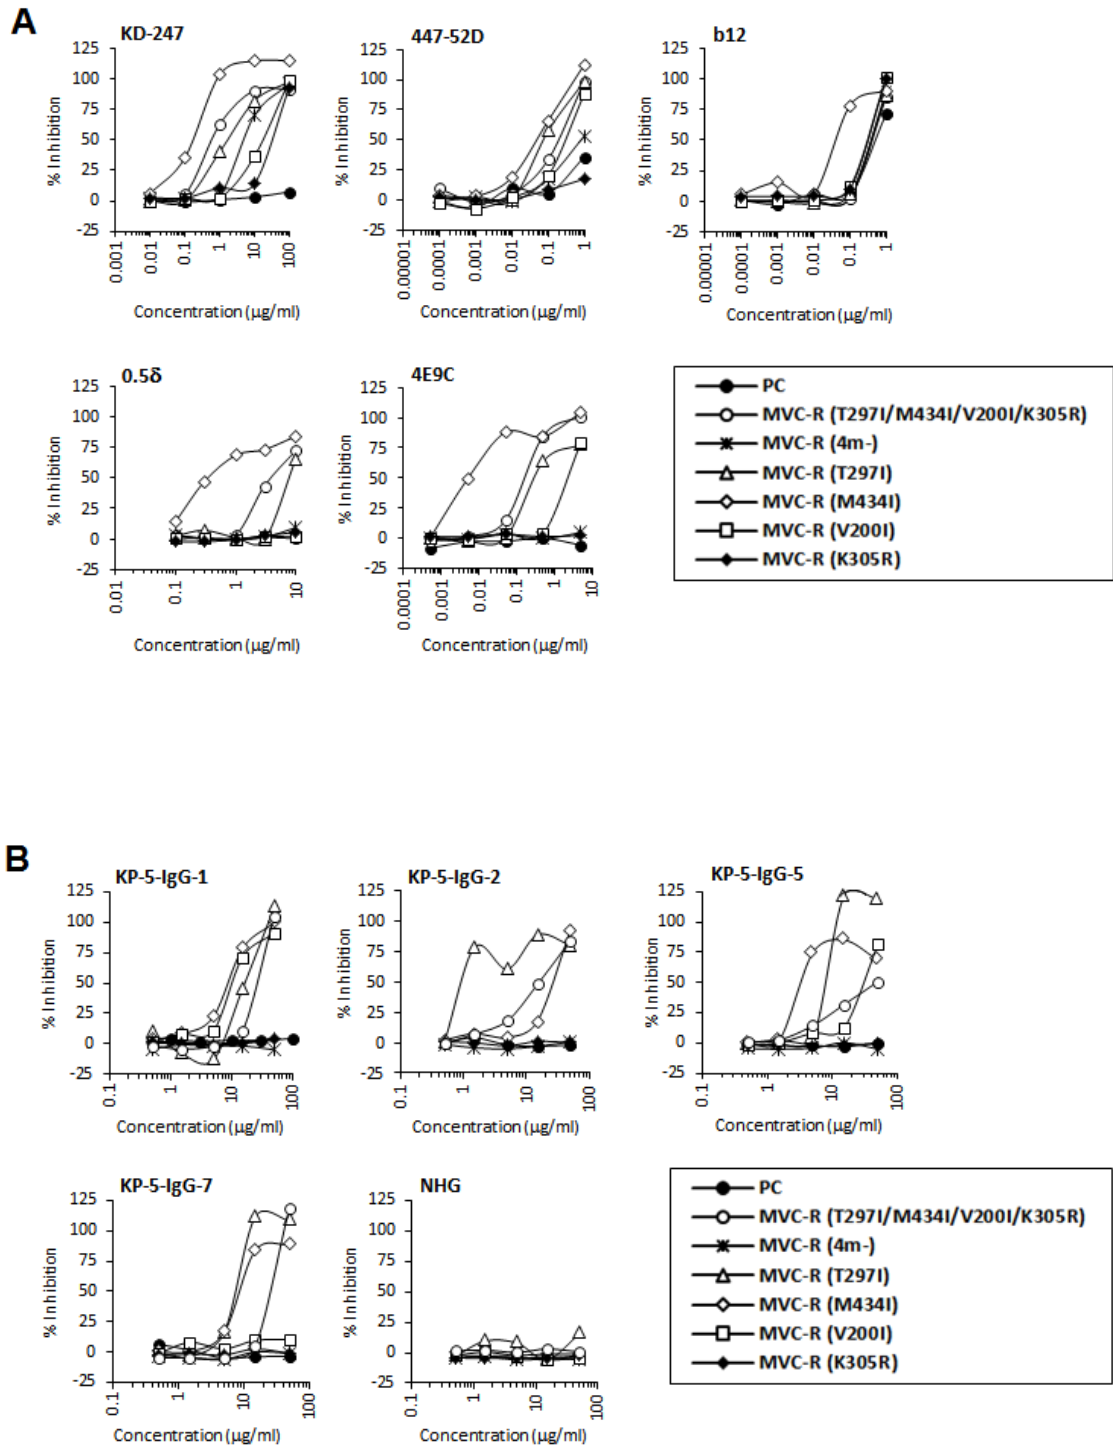 A
KD-247
125
100
75
50
25
0
-25
% Inhibition
0.001
0.01
0.1
1
10
100
Concentration (µg/ml)
447-52D
125
100
75
50
25
0
-25
% Inhibition
0.00001
0.0001
0.001
0.01
0.1
1
Concentration (µg/ml)
b12
125
100
75
50
25
0
-25
% Inhibition
0.00001
0.0001
0.001
0.01
0.1
1
Concentration (µg/ml)
0.5δ
125
100
75
50
25
0
-25
% Inhibition
0.01
0.1
1
10
Concentration (µg/ml)
4E9C
125
100
75
50
25
0
-25
% Inhibition
0.0001
0.001
0.01
0.1
1
10
Concentration (µg/ml)
PC
MVC-R (T297I/M434I/V200I/K305R)
MVC-R (4m-)
MVC-R (T297I)
MVC-R (M434I)
MVC-R (V200I)
MVC-R (K305R)
B
KP-5-IgG-1
125
100
75
50
25
0
-25
% Inhibition
0.1
1
10
100
Concentration (µg/ml)
KP-5-IgG-2
125
100
75
50
25
0
-25
% Inhibition
0.1
1
10
100
Concentration (µg/ml)
KP-5-IgG-5
125
100
75
50
25
0
-25
% Inhibition
0.1
1
10
100
Concentration (µg/ml)
KP-5-IgG-7
125
100
75
50
25
0
-25
% Inhibition
0.1
1
10
100
Concentration (µg/ml)
NHG
125
100
75
50
25
0
-25
% Inhibition
0.1
1
10
100
Concentration (µg/ml)
PC
MVC-R (T297I/M434I/V200I/K305R)
MVC-R (4m-)
MVC-R (T297I)
MVC-R (M434I)
MVC-R (V200I)
MVC-R (K305R)